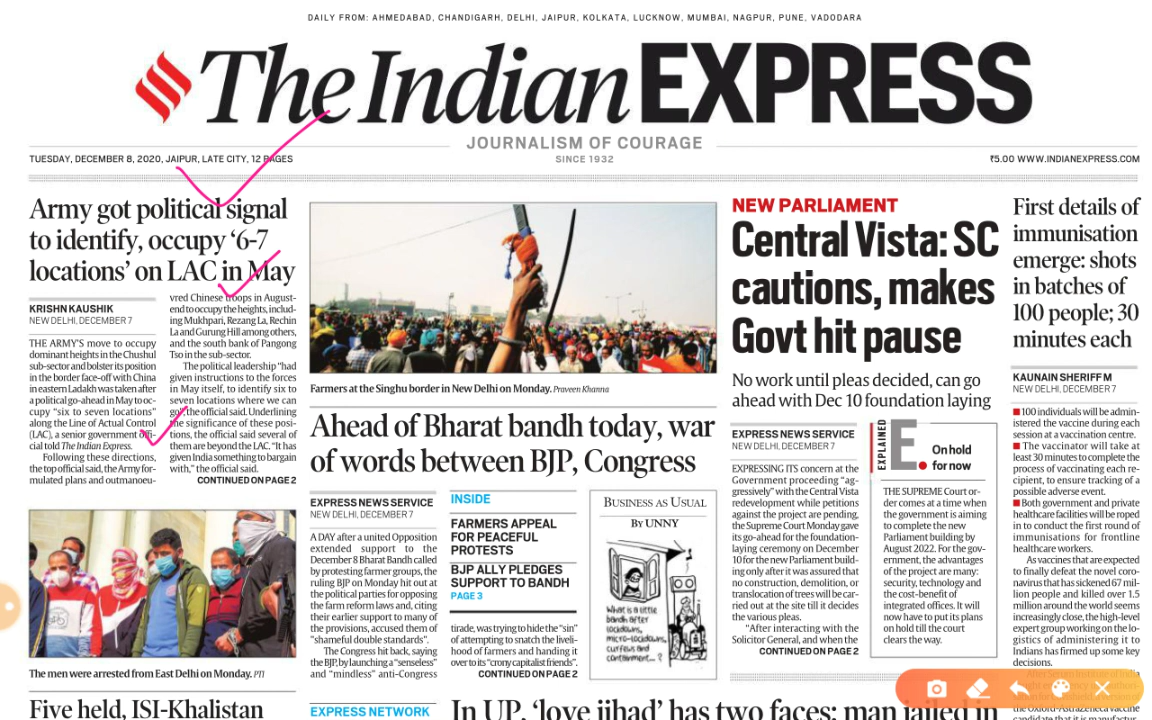 DAILY FROM: AHMEDABAD, CHANDIGARH, DELHI, JAIPUR, KOLKATA, LUCKNOW, MUMBAI, NAGPUR, PUNE, VADODARA
The Indian EXPRESS
JOURNALISM OF COURAGE
TUESDAY, DECEMBER 8, 2020, JAIPUR, LATE CITY, 12 PAGES
SINCE 1932
₹5.00 WWW.INDIANEXPRESS.COM
Army got political signal
to identify, occupy ‘6-7
locations’ on LAC in May
KRISHN KAUSHIK
NEW DELHI, DECEMBER 7
THE ARMY'S move to occupy
dominant heights in the Chushul
sub-sector and bolster its position
in the border face-off with China
in eastern Ladakh was taken after
a political go-ahead in May to oc-
cupy “six to seven locations”
along the Line of Actual Control
(LAC), a senior government offi-
cial told The Indian Express.
Following these directions,
the top official said, the Army for-
mulated plans and outmanoeu-
vred Chinese troops in August-
end to occupy the heights, includ-
ing Mukhpari, Rezang La, Rechin
La and Gurung Hill among others,
and the south bank of Pangong
Tso in the sub-sector.
The political leadership “had
given instructions to the forces
in May itself, to identify six to
seven locations where we can
go”, the official said. Underlining
the significance of these posi-
tions, the official said several of
them are beyond the LAC. “It has
given India something to bargain
with,” the official said.
CONTINUED ON PAGE 2
The men were arrested from East Delhi on Monday. PTI
Five held, ISI-Khalistan
Farmers at the Singhu border in New Delhi on Monday. Praveen Khanna
Ahead of Bharat bandh today, war
of words between BJP, Congress
EXPRESS NEWS SERVICE
NEW DELHI, DECEMBER 7
A DAY after a united Opposition
extended support to the
December 8 Bharat Bandh called
by protesting farmer groups, the
ruling BJP on Monday hit out at
the political parties for opposing
the farm reform laws and, citing
their earlier support to many of
the provisions, accused them of
“shameful double standards”.
The Congress hit back, saying
the BJP, by launching a “senseless”
and “mindless” anti-Congress
INSIDE
FARMERS APPEAL
FOR PEACEFUL
PROTESTS
BJP ALLY PLEDGES
SUPPORT TO BANDH
PAGE 3
tirade, was trying to hide the “sin”
of attempting to snatch the liveli-
hood of farmers and handing it
over to its “crony capitalist friends”.
CONTINUED ON PAGE 2
BUSINESS AS USUAL
BY UNNY
WHAT IS A LITTLE
BANDH AFTER
LOCKDOWNS,
MICRO-LOCKDOWNS,
CURFEWS AND
CONTAINMENT...?
EXPRESS NETWORK
In UP, ‘love jihad’ has two faces: man jailed in
NEW PARLIAMENT
Central Vista: SC
cautions, makes
Govt hit pause
No work until pleas decided, can go
ahead with Dec 10 foundation laying
EXPRESS NEWS SERVICE
NEW DELHI, DECEMBER 7
EXPRESSING ITS concern at the
Government proceeding “ag-
gressively” with the Central Vista
redevelopment while petitions
against the project are pending,
the Supreme Court Monday gave
its go-ahead for the foundation-
laying ceremony on December
10 for the new Parliament build-
ing only after it was assured that
no construction, demolition, or
translocation of trees will be car-
ried out at the site till it decides
the various pleas.
“After interacting with the
Solicitor General, and when the
CONTINUED ON PAGE 2
EXPLAINED
E.
On hold
for now
THE SUPREME Court or-
der comes at a time when
the government is aiming
to complete the new
Parliament building by
August 2022. For the gov-
ernment, the advantages
of the project are many:
security, technology and
the cost-benefit of
integrated offices. It will
now have to put its plans
on hold till the court
clears the way.
First details of
immunisation
emerge: shots
in batches of
100 people; 30
minutes each
KAUNAIN SHERIFF M
NEW DELHI, DECEMBER 7
100 individuals will be admin-
istered the vaccine during each
session at a vaccination centre.
The vaccinator will take at
least 30 minutes to complete the
process of vaccinating each re-
cipient, to ensure tracking of a
possible adverse event.
Both government and private
healthcare facilities will be roped
in to conduct the first round of
immunisations for frontline
healthcare workers.
As vaccines that are expected
to finally defeat the novel coro-
navirus that has sickened 67 mil-
lion people and killed over 1.5
million around the world seems
increasingly close, the high-level
expert group working on the lo-
gistics of administering it to
Indians has firmed up some key
decisions.